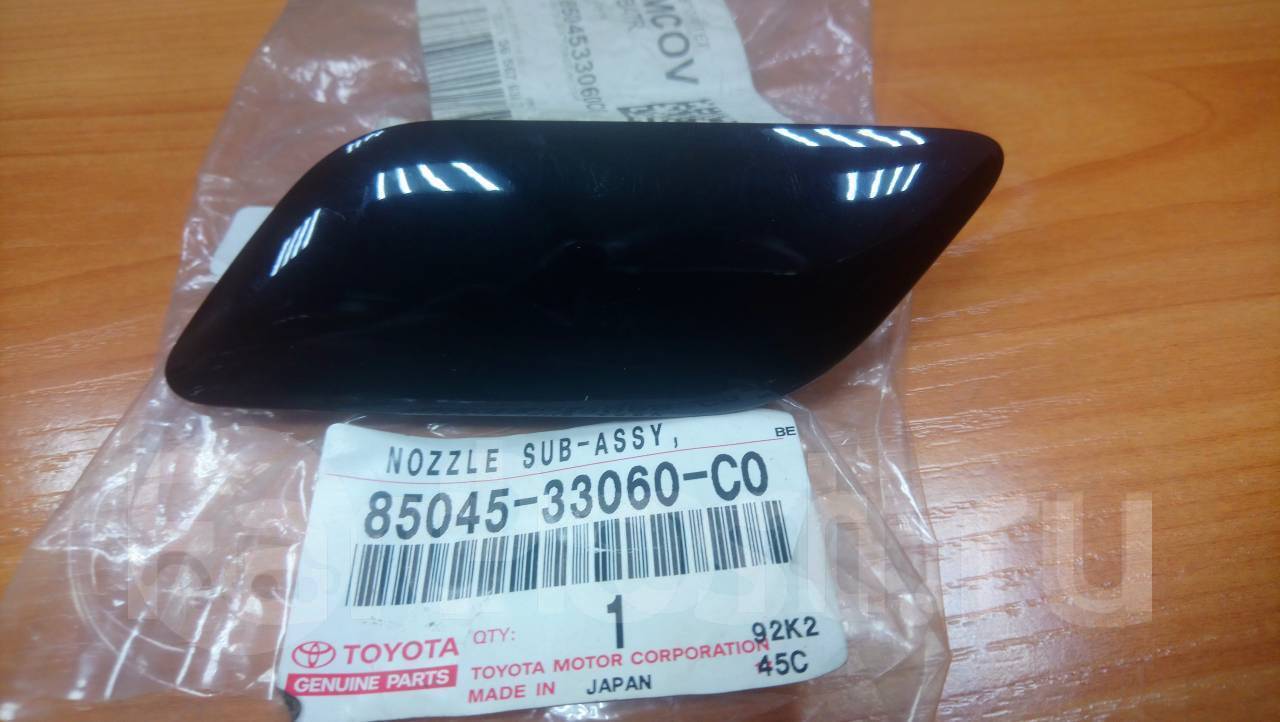 MCOV
NOZZLE SUB-ASSY,
BE
85045-33060-C0
QTY:
1
92K2
TOYOTA
GENUINE PARTS
TOYOTA MOTOR CORPORATION
45C
MADE IN JAPAN